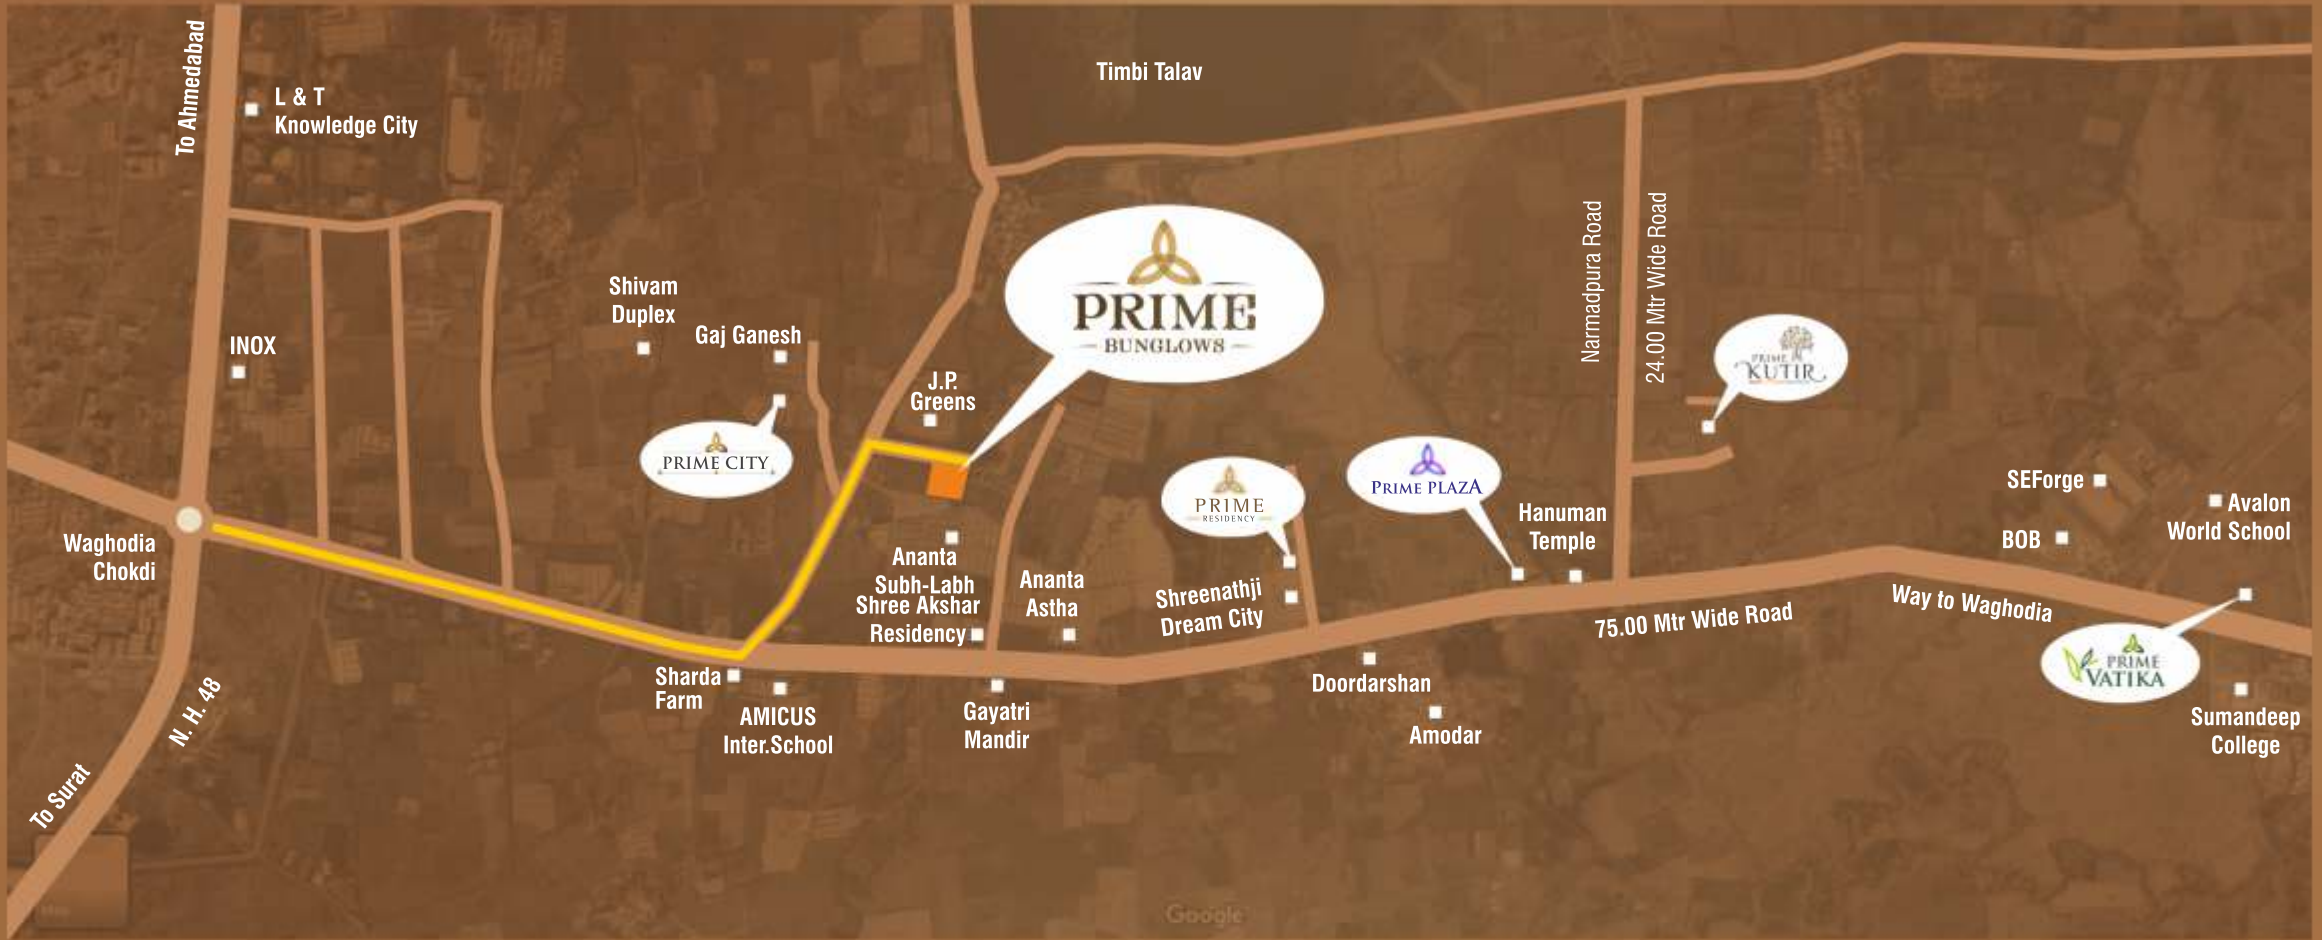 To Ahmedabad
L & T
Knowledge City
Timbi Talav
Narmadpura Road
24.00 Mtr Wide Road
Shivam
Duplex
Gaj Ganesh
INOX
J.P.
Greens
PRIME
BUNGLOWS
PRIME
KUTIR
PRIME CITY
PRIME
RESIDENCY
PRIME PLAZA
Hanuman
Temple
SEForge
Avalon
World School
BOB
Waghodia
Chokdi
Ananta
Subh-Labh
Shree Akshar
Residency
Ananta
Astha
Shreenathji
Dream City
75.00 Mtr Wide Road
Way to Waghodia
PRIME
VATIKA
Sharda
Farm
AMICUS
Inter.School
Gayatri
Mandir
Doordarshan
Amodar
Sumandeep
College
N. H. 48
To Surat
Google